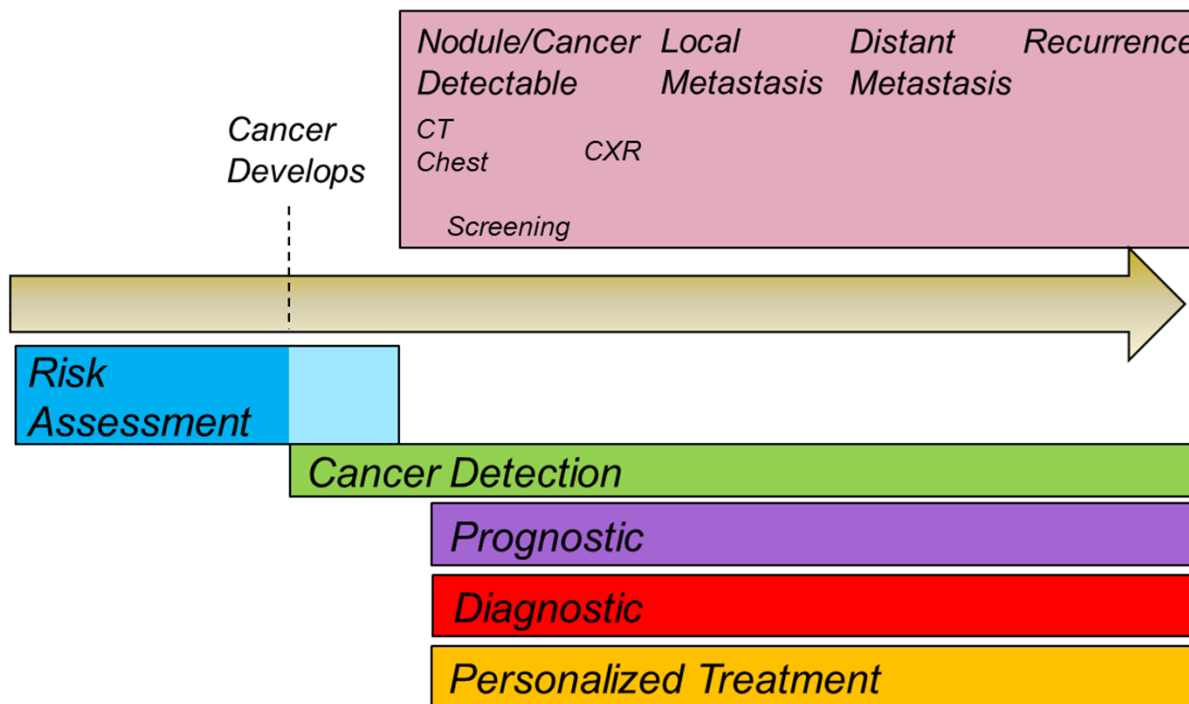 Nodule/Cancer Detectable
Local Metastasis
Distant Metastasis
Recurrence
CT Chest
CXR
Screening
Cancer Develops
Risk Assessment
Cancer Detection
Prognostic
Diagnostic
Personalized Treatment